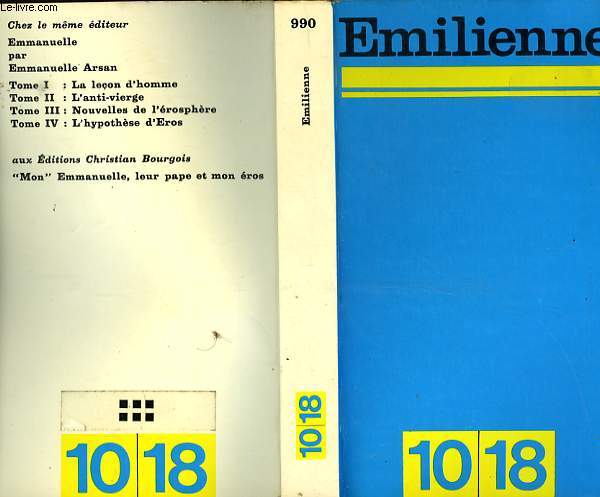 Le-livre.com
Chez le même éditeur
Emmanuelle
par
Emmanuelle Arsan
Tome I : La leçon d'homme
Tome II : L'anti-vierge
Tome III : Nouvelles de l'érosphère
Tome IV : L'hypothèse d'Eros
aux Éditions Christian Bourgois
"Mon" Emmanuelle, leur pape et mon éros
10 18
990
Emilienne
10 18
Emilienne
10 18